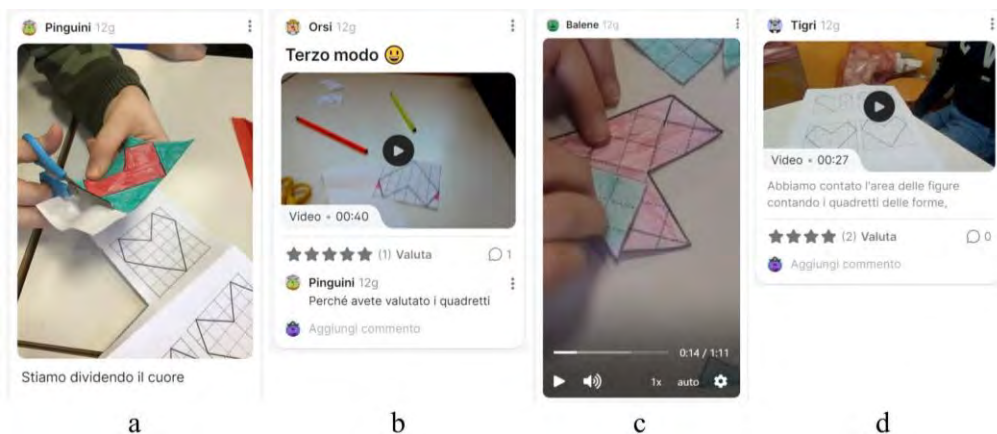 Pinguini 12g
Stiamo dividendo il cuore
a
Orsi 12g
Terzo modo 😃
Video • 00:40
(1) Valuta
1
Pinguini 12g
Perché avete valutato i quadretti
Aggiungi commento
b
Balene 12g
0:14 / 1:11
1x auto
c
Tigri 12g
Video • 00:27
Abbiamo contato l'area delle figure
contando i quadretti delle forme,
(2) Valuta
0
Aggiungi commento
d